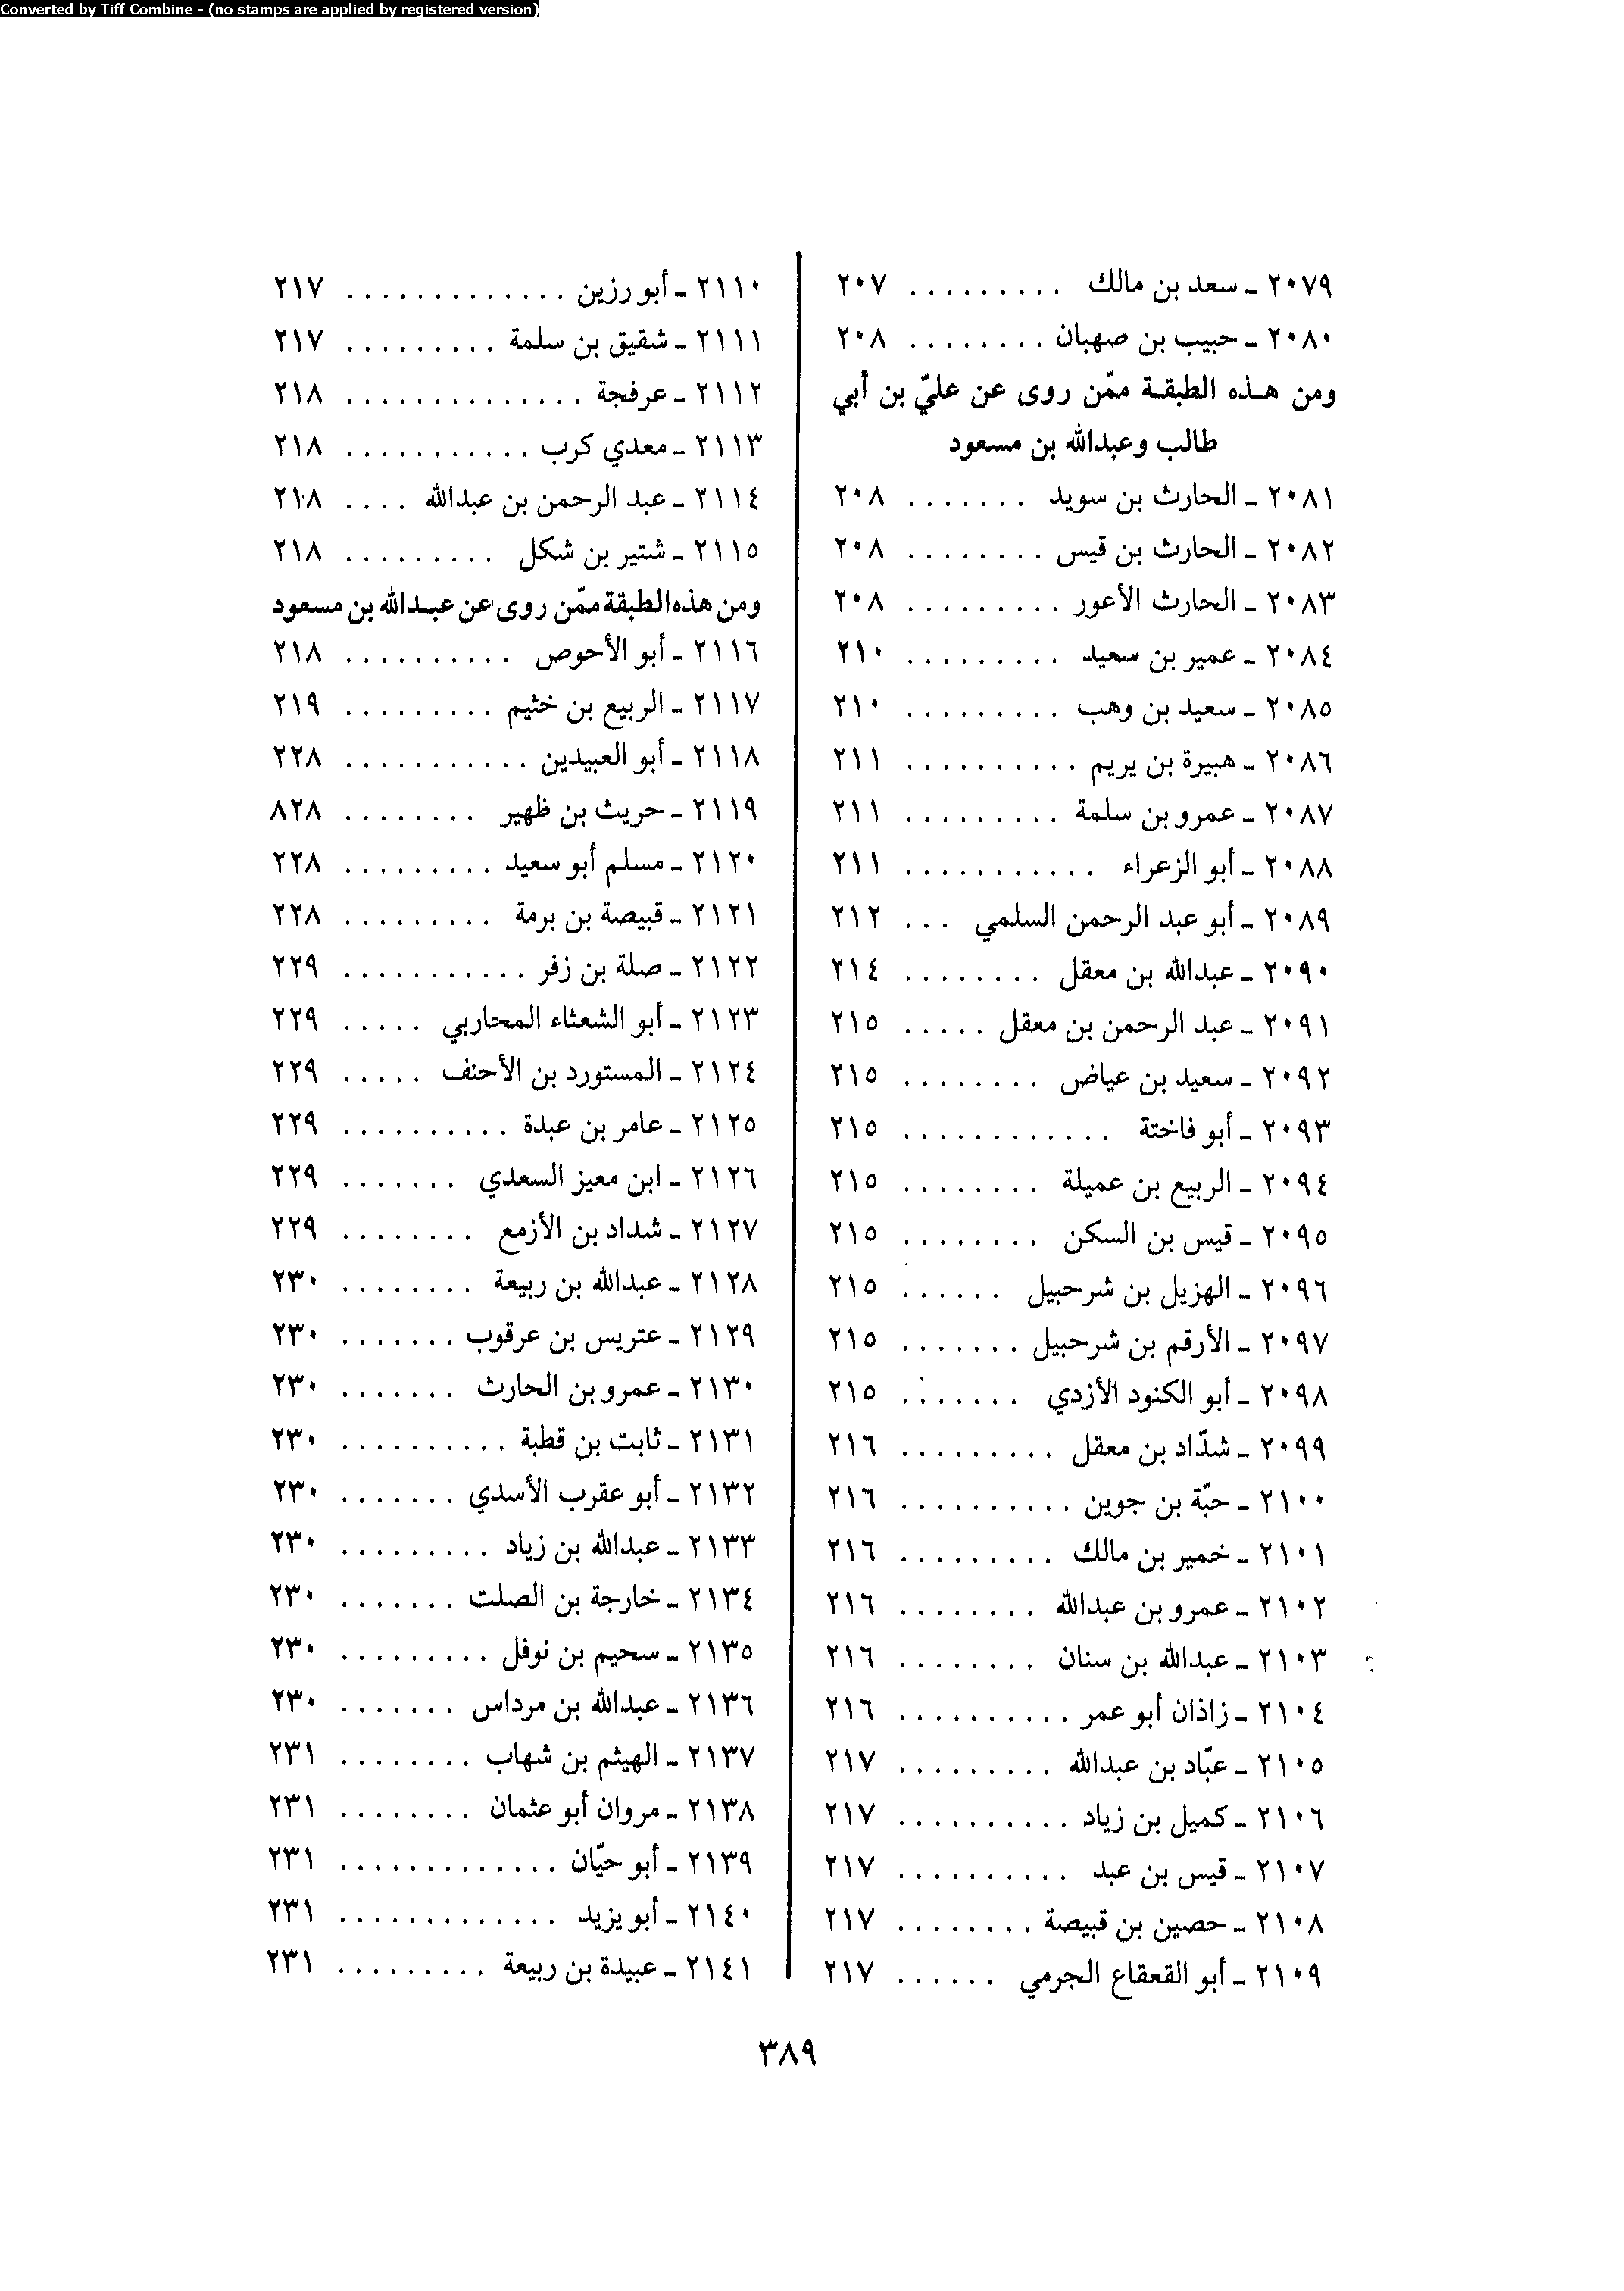 Converted by Tiff Combine - (no stamps are applied by registered version)
٢٠٧٩ ـ سعد بن مالك . . . . . . . . . ٢٠٧
٢٠٨٠ ـ حبيب بن صهبان . . . . . . . . ٢٠٨
ومن هـذه الطبقـة ممّن روى عن عليّ بن أبي
طالب وعبدالله بن مسعود
٢٠٨١ ـ الحارث بن سويد . . . . . . . ٢٠٨
٢٠٨٢ ـ الحارث بن قيس . . . . . . . . ٢٠٨
٢٠٨٣ ـ الحارث الأعور . . . . . . . . . ٢٠٨
٢٠٨٤ ـ عمير بن سعيد . . . . . . . . . ٢١٠
٢٠٨٥ ـ سعيد بن وهب . . . . . . . . . ٢١٠
٢٠٨٦ ـ هبيرة بن يريم . . . . . . . . . . ٢١١
٢٠٨٧ ـ عمرو بن سلمة . . . . . . . . . ٢١١
٢٠٨٨ ـ أبو الزعراء . . . . . . . . . . . ٢١١
٢٠٨٩ ـ أبو عبد الرحمن السلمي . . . ٢١٢
٢٠٩٠ ـ عبدالله بن معقل . . . . . . . . ٢١٤
٢٠٩١ ـ عبد الرحمن بن معقل . . . . . ٢١٥
٢٠٩٢ ـ سعيد بن عياض . . . . . . . . ٢١٥
٢٠٩٣ ـ أبو فاختة . . . . . . . . . . . . ٢١٥
٢٠٩٤ ـ الربيع بن عميلة . . . . . . . . ٢١٥
٢٠٩٥ ـ قيس بن السكن . . . . . . . . ٢١٥
٢٠٩٦ ـ الهزيل بن شرحبيل . . . . . . ٢١٥
٢٠٩٧ ـ الأرقم بن شرحبيل . . . . . . . ٢١٥
٢٠٩٨ ـ أبو الكنود الأزدي . . . . . . . ٢١٥
٢٠٩٩ ـ شدّاد بن معقل . . . . . . . . . ٢١٦
٢١٠٠ ـ حبّة بن جوين . . . . . . . . . . ٢١٦
٢١٠١ ـ خمير بن مالك . . . . . . . . . ٢١٦
٢١٠٢ ـ عمرو بن عبدالله . . . . . . . . ٢١٦
٢١٠٣ ـ عبدالله بن سنان . . . . . . . . ٢١٦
٢١٠٤ ـ زاذان أبو عمر . . . . . . . . . . ٢١٦
٢١٠٥ ـ عبّاد بن عبدالله . . . . . . . . . ٢١٧
٢١٠٦ ـ كميل بن زياد . . . . . . . . . . ٢١٧
٢١٠٧ ـ قيس بن عبد . . . . . . . . . . ٢١٧
٢١٠٨ ـ حصين بن قبيصة . . . . . . . . ٢١٧
٢١٠٩ ـ أبو القعقاع الجرمي . . . . . . ٢١٧
٢١١٠ ـ أبو رزين . . . . . . . . . . . . . ٢١٧
٢١١١ ـ شقيق بن سلمة . . . . . . . . . ٢١٧
٢١١٢ ـ عرفجة . . . . . . . . . . . . . . ٢١٨
٢١١٣ ـ معدي كرب . . . . . . . . . . . ٢١٨
٢١١٤ ـ عبد الرحمن بن عبدالله . . . . ٢١٨
٢١١٥ ـ شتير بن شكل . . . . . . . . . ٢١٨
ومن هذه الطبقة ممّن روى عن عبـدالله بن مسعود
٢١١٦ ـ أبو الأحوص . . . . . . . . . . ٢١٨
٢١١٧ ـ الربيع بن خثيم . . . . . . . . . ٢١٩
٢١١٨ ـ أبو العبيدين . . . . . . . . . . . ٢٢٨
٢١١٩ ـ حريث بن ظهير . . . . . . . . ٨٢٨
٢١٢٠ ـ مسلم أبو سعيد . . . . . . . . . ٢٢٨
٢١٢١ ـ قبيصة بن برمة . . . . . . . . . ٢٢٨
٢١٢٢ ـ صلة بن زفر . . . . . . . . . . . ٢٢٩
٢١٢٣ ـ أبو الشعثاء المحاربي . . . . . ٢٢٩
٢١٢٤ ـ المستورد بن الأحنف . . . . . ٢٢٩
٢١٢٥ ـ عامر بن عبدة . . . . . . . . . . ٢٢٩
٢١٢٦ ـ ابن معيز السعدي . . . . . . . ٢٢٩
٢١٢٧ ـ شداد بن الأزمع . . . . . . . . ٢٢٩
٢١٢٨ ـ عبدالله بن ربيعة . . . . . . . . ٢٣٠
٢١٢٩ ـ عتريس بن عرقوب . . . . . . . ٢٣٠
٢١٣٠ ـ عمرو بن الحارث . . . . . . . ٢٣٠
٢١٣١ ـ ثابت بن قطبة . . . . . . . . . . ٢٣٠
٢١٣٢ ـ أبو عقرب الأسدي . . . . . . . ٢٣٠
٢١٣٣ ـ عبدالله بن زياد . . . . . . . . . ٢٣٠
٢١٣٤ ـ خارجة بن الصلت . . . . . . . ٢٣٠
٢١٣٥ ـ سحيم بن نوفل . . . . . . . . . ٢٣٠
٢١٣٦ ـ عبدالله بن مرداس . . . . . . . ٢٣٠
٢١٣٧ ـ الهيثم بن شهاب . . . . . . . . ٢٣١
٢١٣٨ ـ مروان أبو عثمان . . . . . . . . ٢٣١
٢١٣٩ ـ أبو حيّان . . . . . . . . . . . . . ٢٣١
٢١٤٠ ـ أبو يزيد . . . . . . . . . . . . . ٢٣١
٢١٤١ ـ عبيدة بن ربيعة . . . . . . . . . ٢٣١
٣٨٩